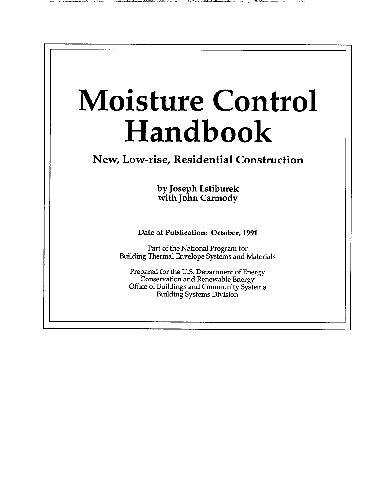 Moisture Control
Handbook
New, Low-rise, Residential Construction
by Joseph Lstiburek
with John Carmody
Date of Publication: October, 1991
Part of the National Program for
Building Thermal Envelope Systems and Materials
Prepared for the U.S. Department of Energy
Conservation and Renewable Energy
Office of Buildings and Community Systems
Building Systems Division